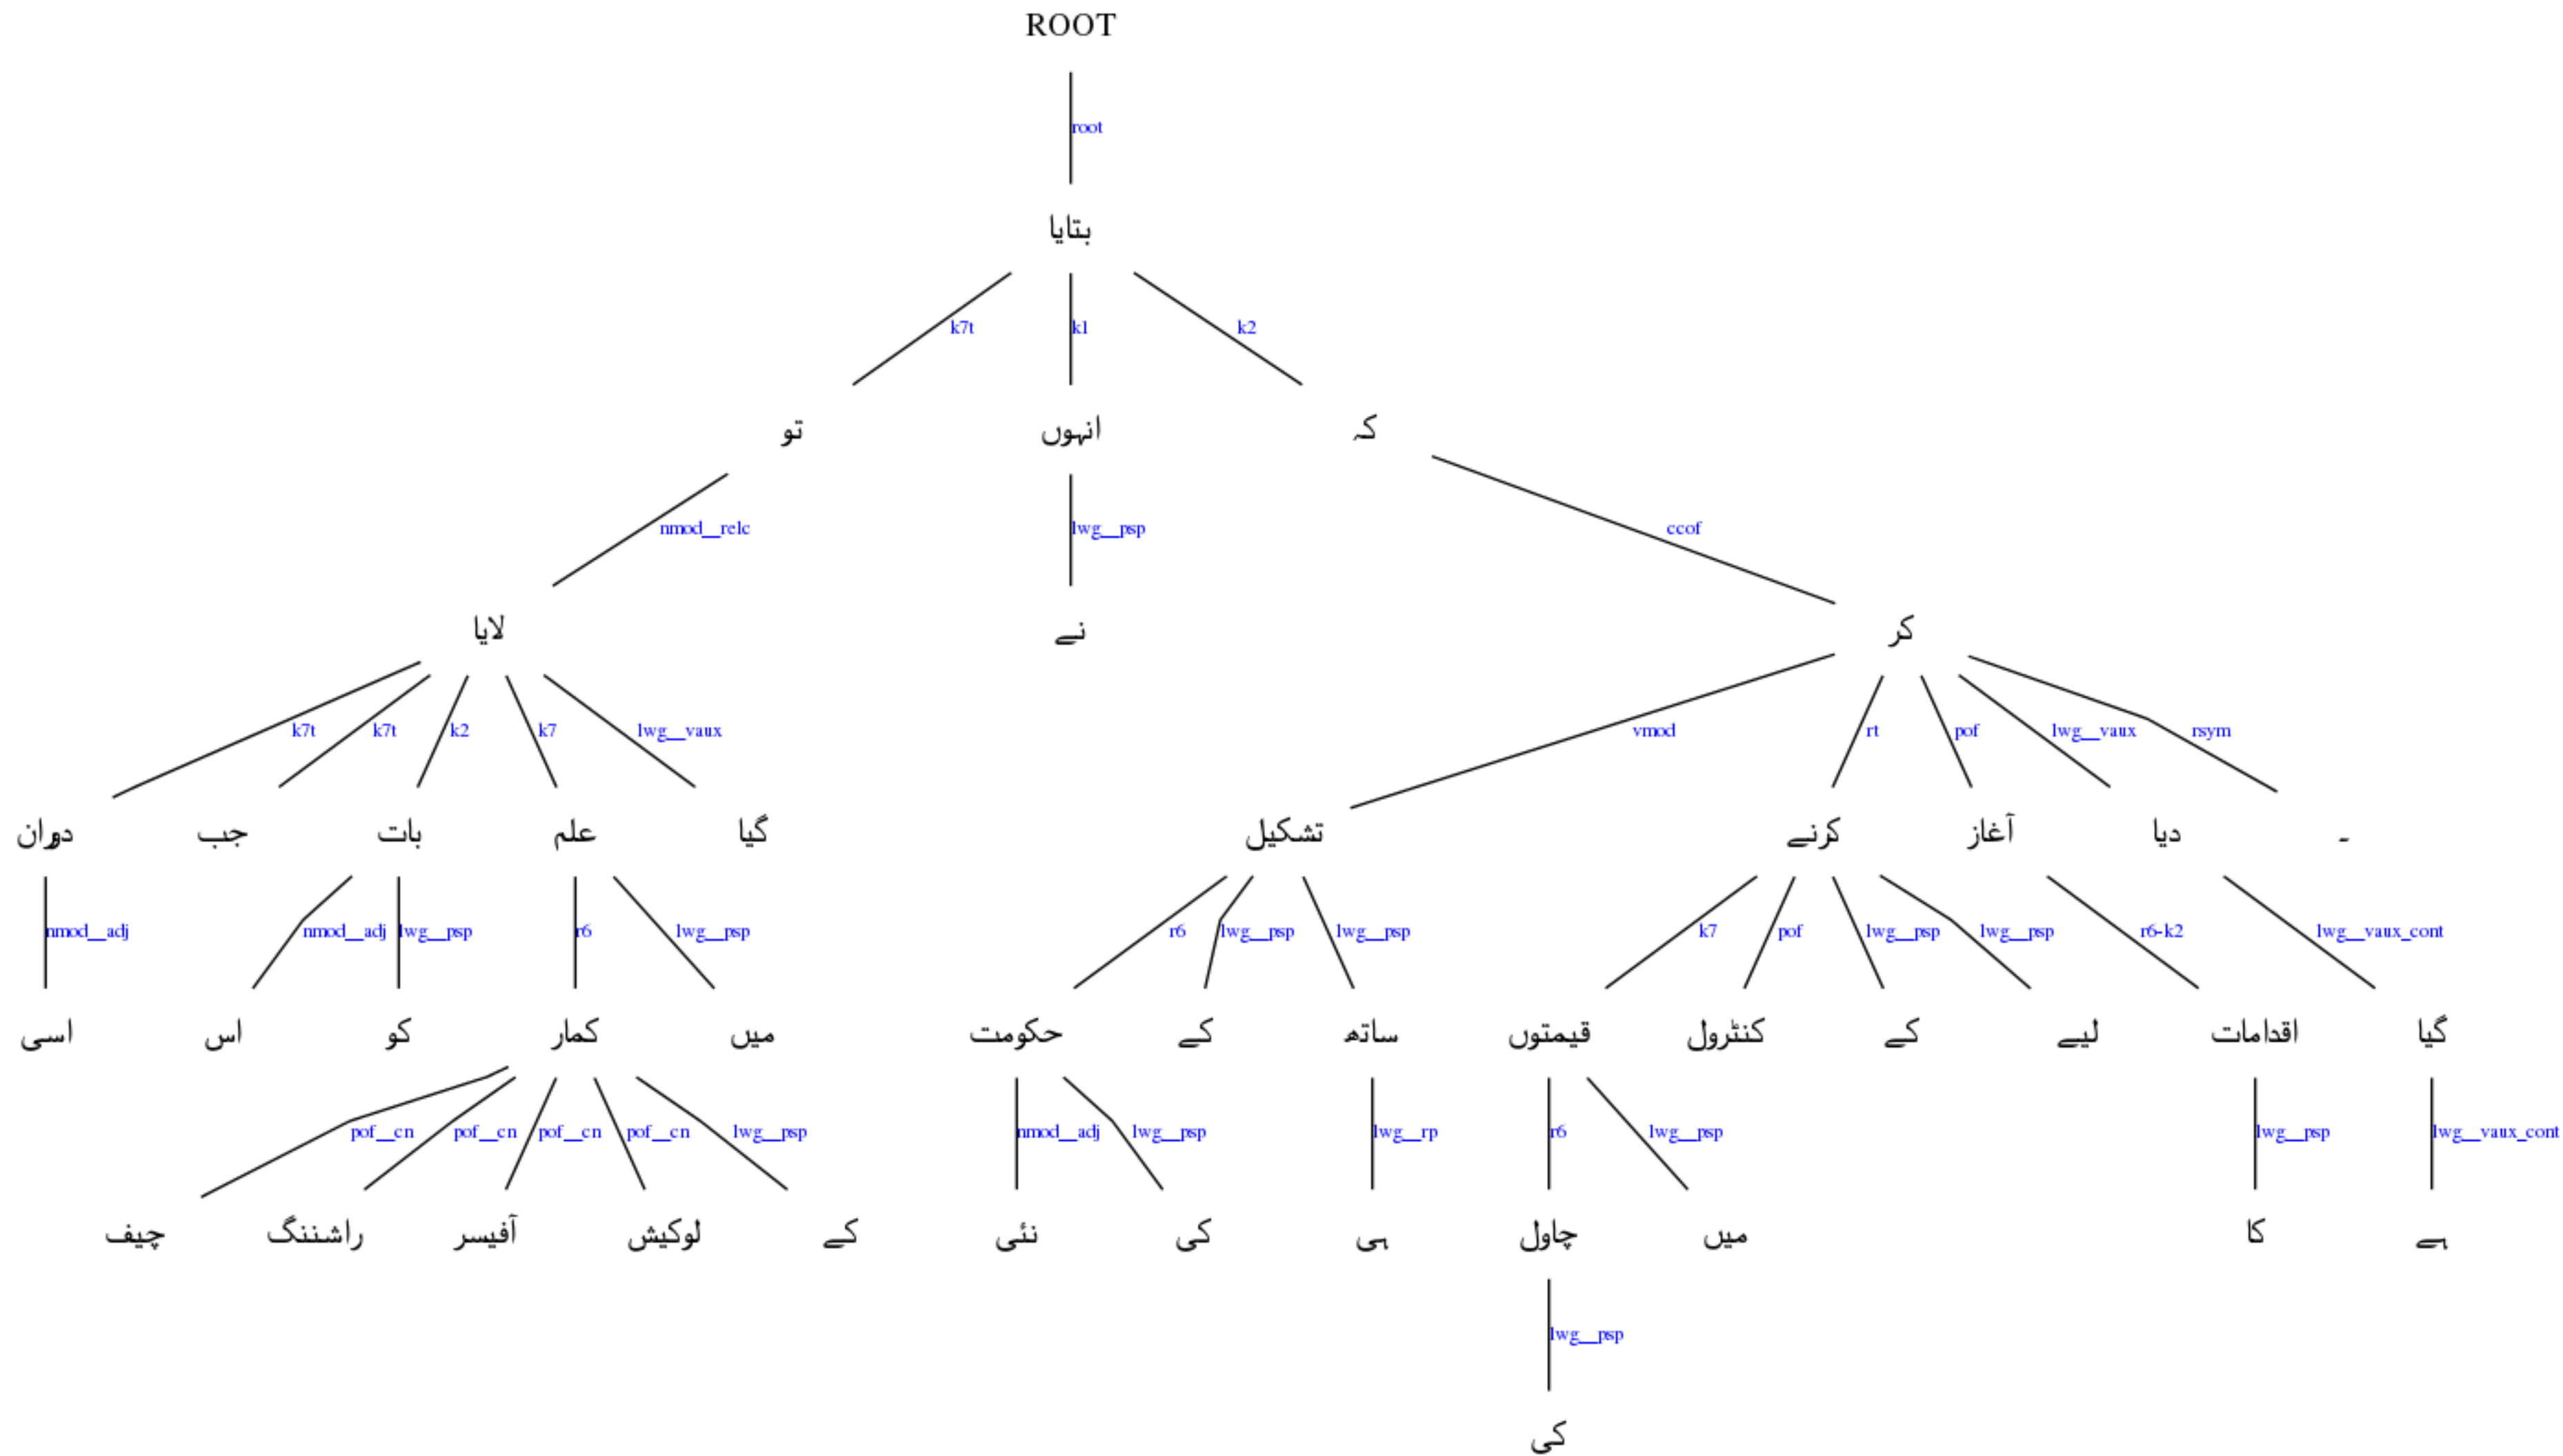 ROOT
root
بتایا
k7t k1 k2
تو انہوں کہ
nmod__relc lwg__psp ccof
لایا نے کر
k7t k7t k2 k7 lwg__vaux vmod rt pof lwg__vaux rsym
دوران جب بات علم گیا تشکیل کرنے آغاز دیا ۔
nmod__adj nmod__adj lwg__psp r6 lwg__psp r6 lwg__psp lwg__psp k7 pof lwg__psp lwg__psp r6-k2 lwg__vaux_cont
اسی اس کو کمار میں حکومت کے ساتھ قیمتوں کنٹرول کے لیے اقدامات گیا
pof__cn pof__cn pof__cn pof__cn lwg__psp nmod__adj lwg__psp lwg__rp r6 lwg__psp lwg__psp lwg__vaux_cont
چیف راشننگ آفیسر لوکیش کے نئی کی ہی چاول میں کا ہے
lwg__psp
کی